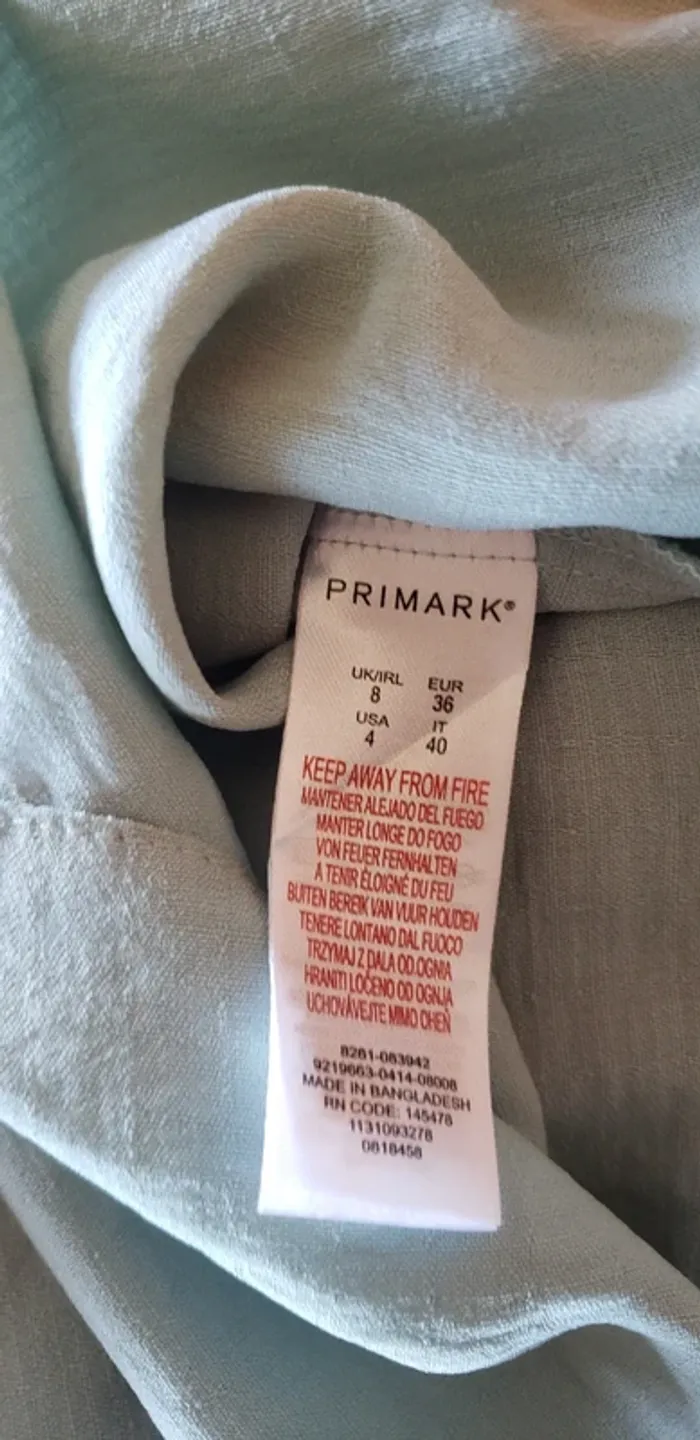 PRIMARK®
UK/IRL EUR
8 36
USA IT
4 40
KEEP AWAY FROM FIRE
MANTENER ALEJADO DEL FUEGO
MANTER LONGE DO FOGO
VON FEUER FERNHALTEN
À TENIR ÉLOIGNÉ DU FEU
BUITEN BEREIK VAN VUUR HOUDEN
TENERE LONTANO DAL FUOCO
TRZYMAJ Z DALA OD OGNIA
HRANITI LOČENO OD OGNJA
UCHOVÁVEJTE MIMO OHEŇ
8261-083942
9219663-0414-08008
MADE IN BANGLADESH
RN CODE: 145478
1131093278
0818458